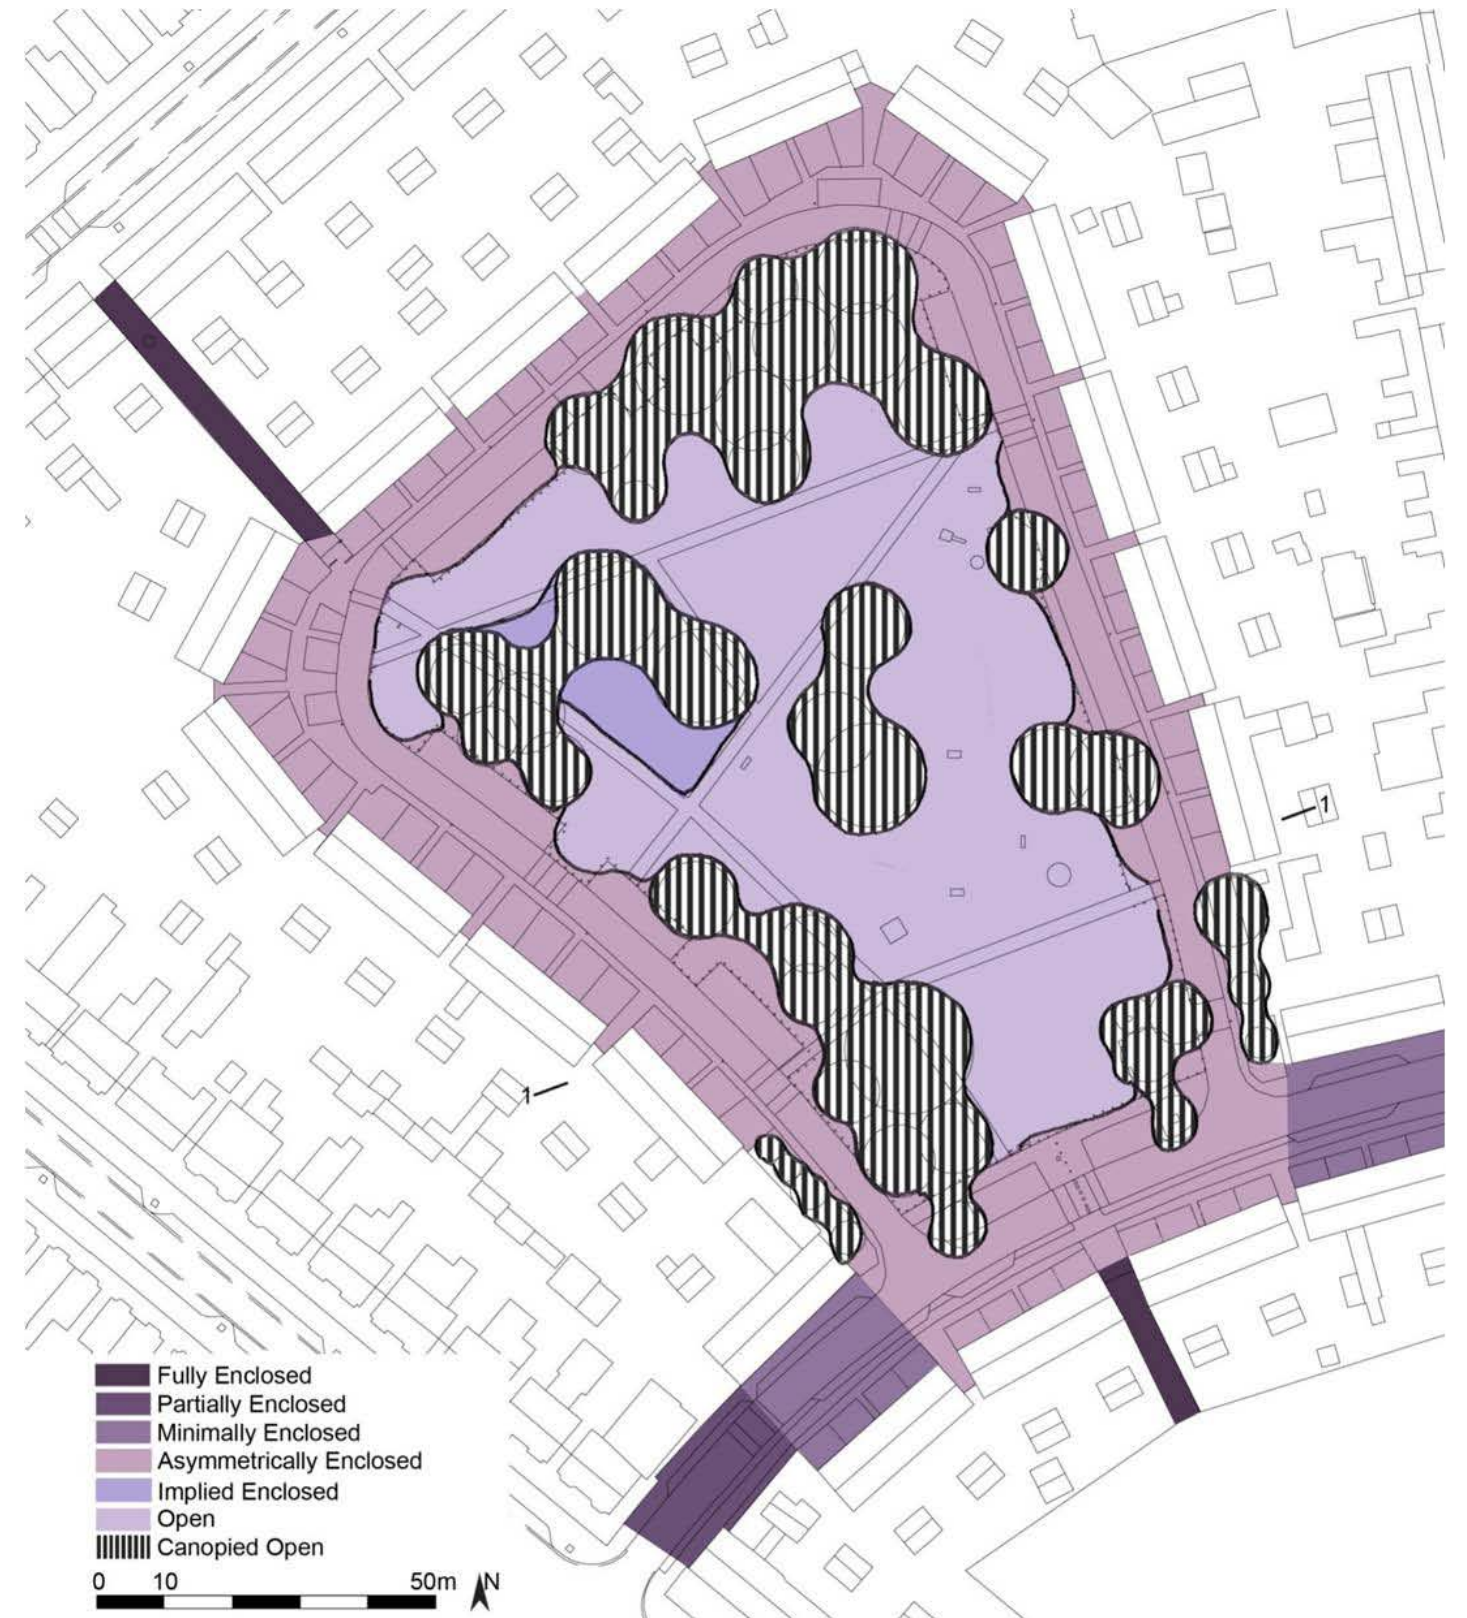 1
1
Fully Enclosed
Partially Enclosed
Minimally Enclosed
Asymmetrically Enclosed
Implied Enclosed
Open
Canopied Open
0 10 50m N